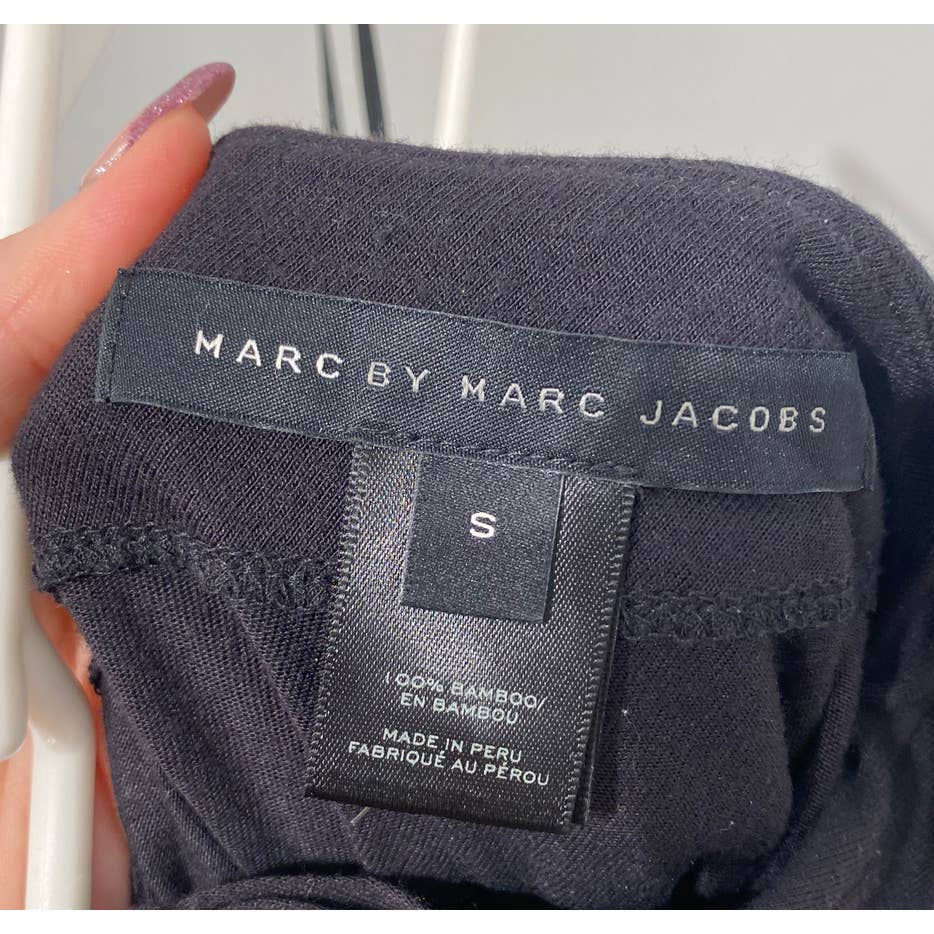 MARC BY MARC JACOBS
S
100% BAMBOO/
EN BAMBOU
MADE IN PERU
FABRIQUÉ AU PÉROU